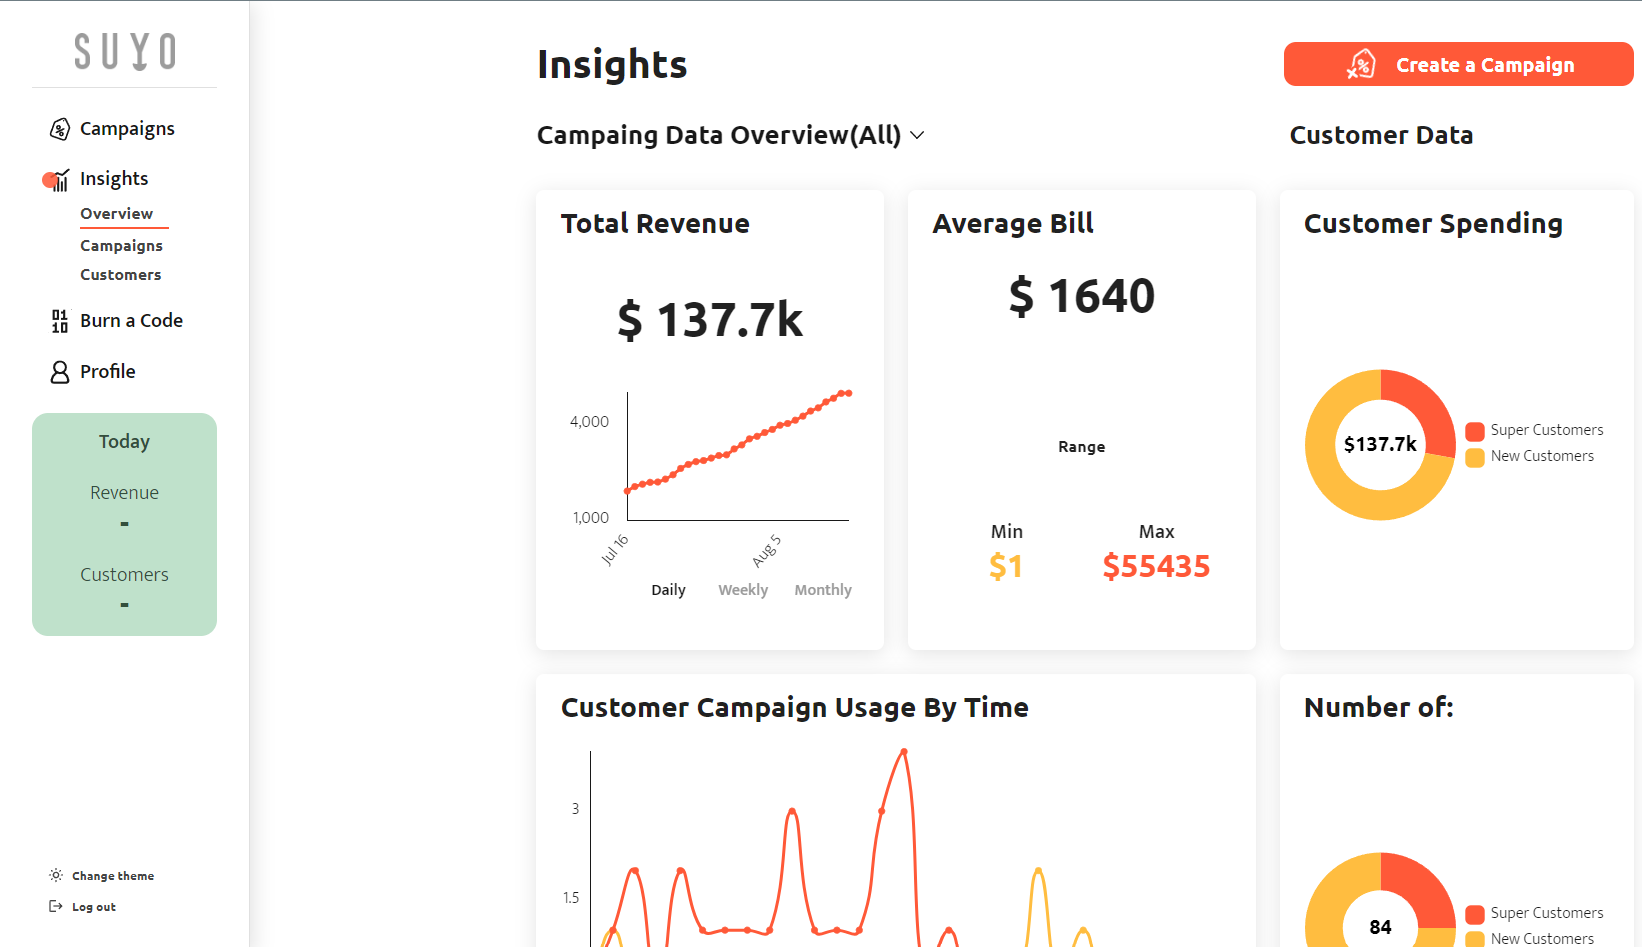 SUYO
Campaigns
Insights
Overview
Campaigns
Customers
Burn a Code
Profile
Today
Revenue
-
Customers
-
Change theme
Log out
Insights
Create a Campaign
Campaing Data Overview(All)
Customer Data
Total Revenue
$ 137.7k
4,000
1,000
Jul 16
Aug 5
Daily Weekly Monthly
Average Bill
$ 1640
Range
Min Max
$1 $55435
Customer Spending
$137.7k
Super Customers
New Customers
Customer Campaign Usage By Time
3
1.5
Number of:
84
Super Customers
New Customers